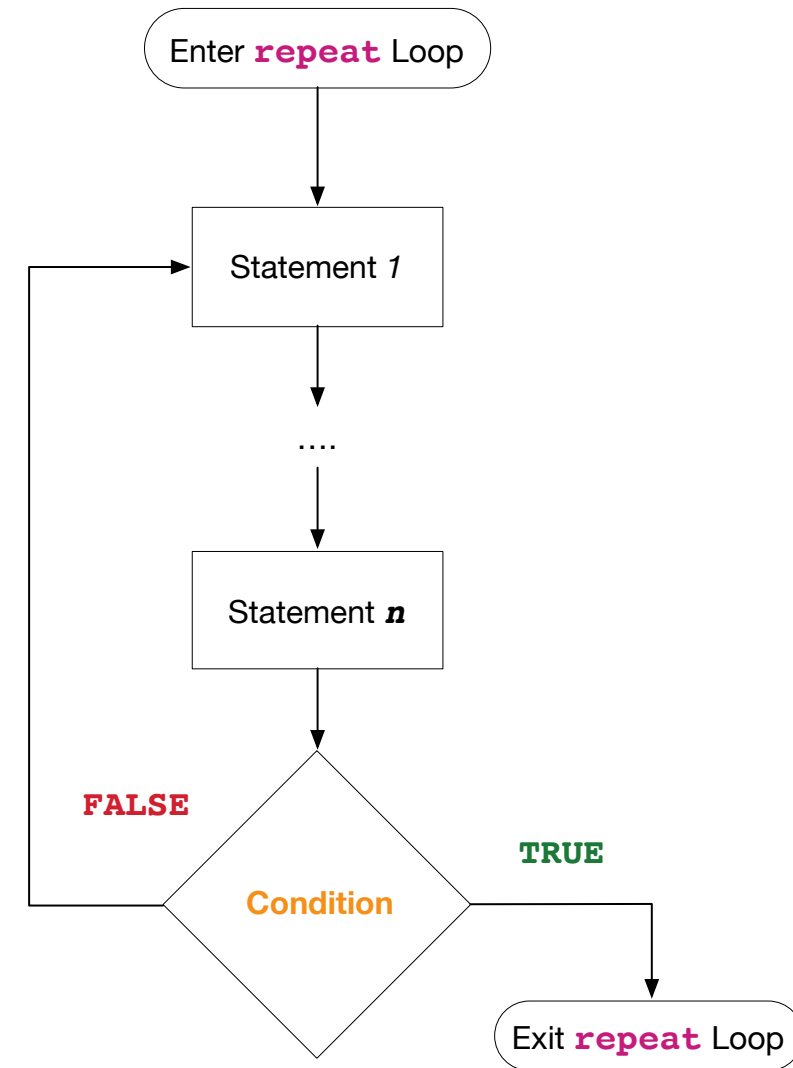 Enter repeat Loop
Statement 1
....
Statement n
FALSE
TRUE
Condition
Exit repeat Loop